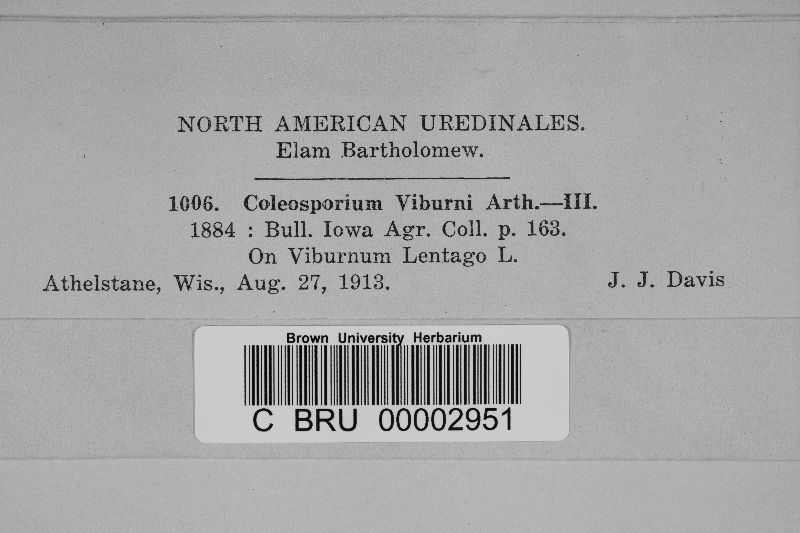 NORTH AMERICAN UREDINALES.
Elam Bartholomew.
1006. Coleosporium Viburni Arth.—III.
1884 : Bull. Iowa Agr. Coll. p. 163.
On Viburnum Lentago L.
Athelstane, Wis., Aug. 27, 1913. J. J. Davis
Brown University Herbarium
C BRU 00002951